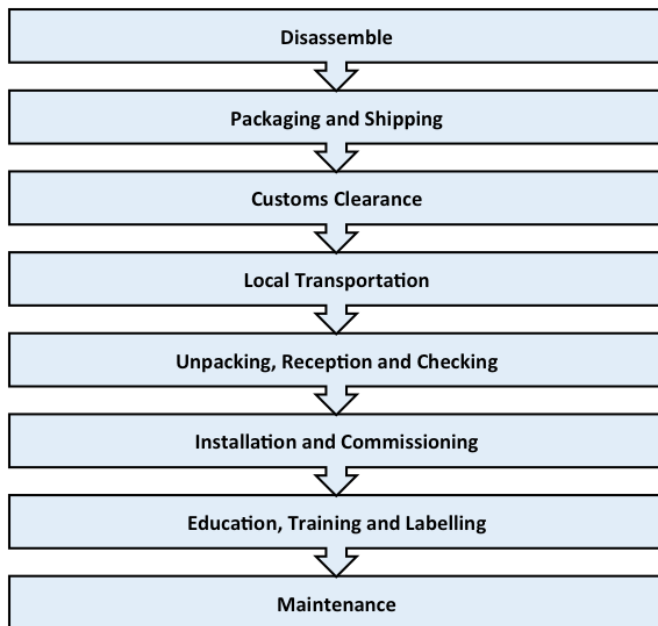 Disassemble
Packaging and Shipping
Customs Clearance
Local Transportation
Unpacking, Reception and Checking
Installation and Commissioning
Education, Training and Labelling
Maintenance